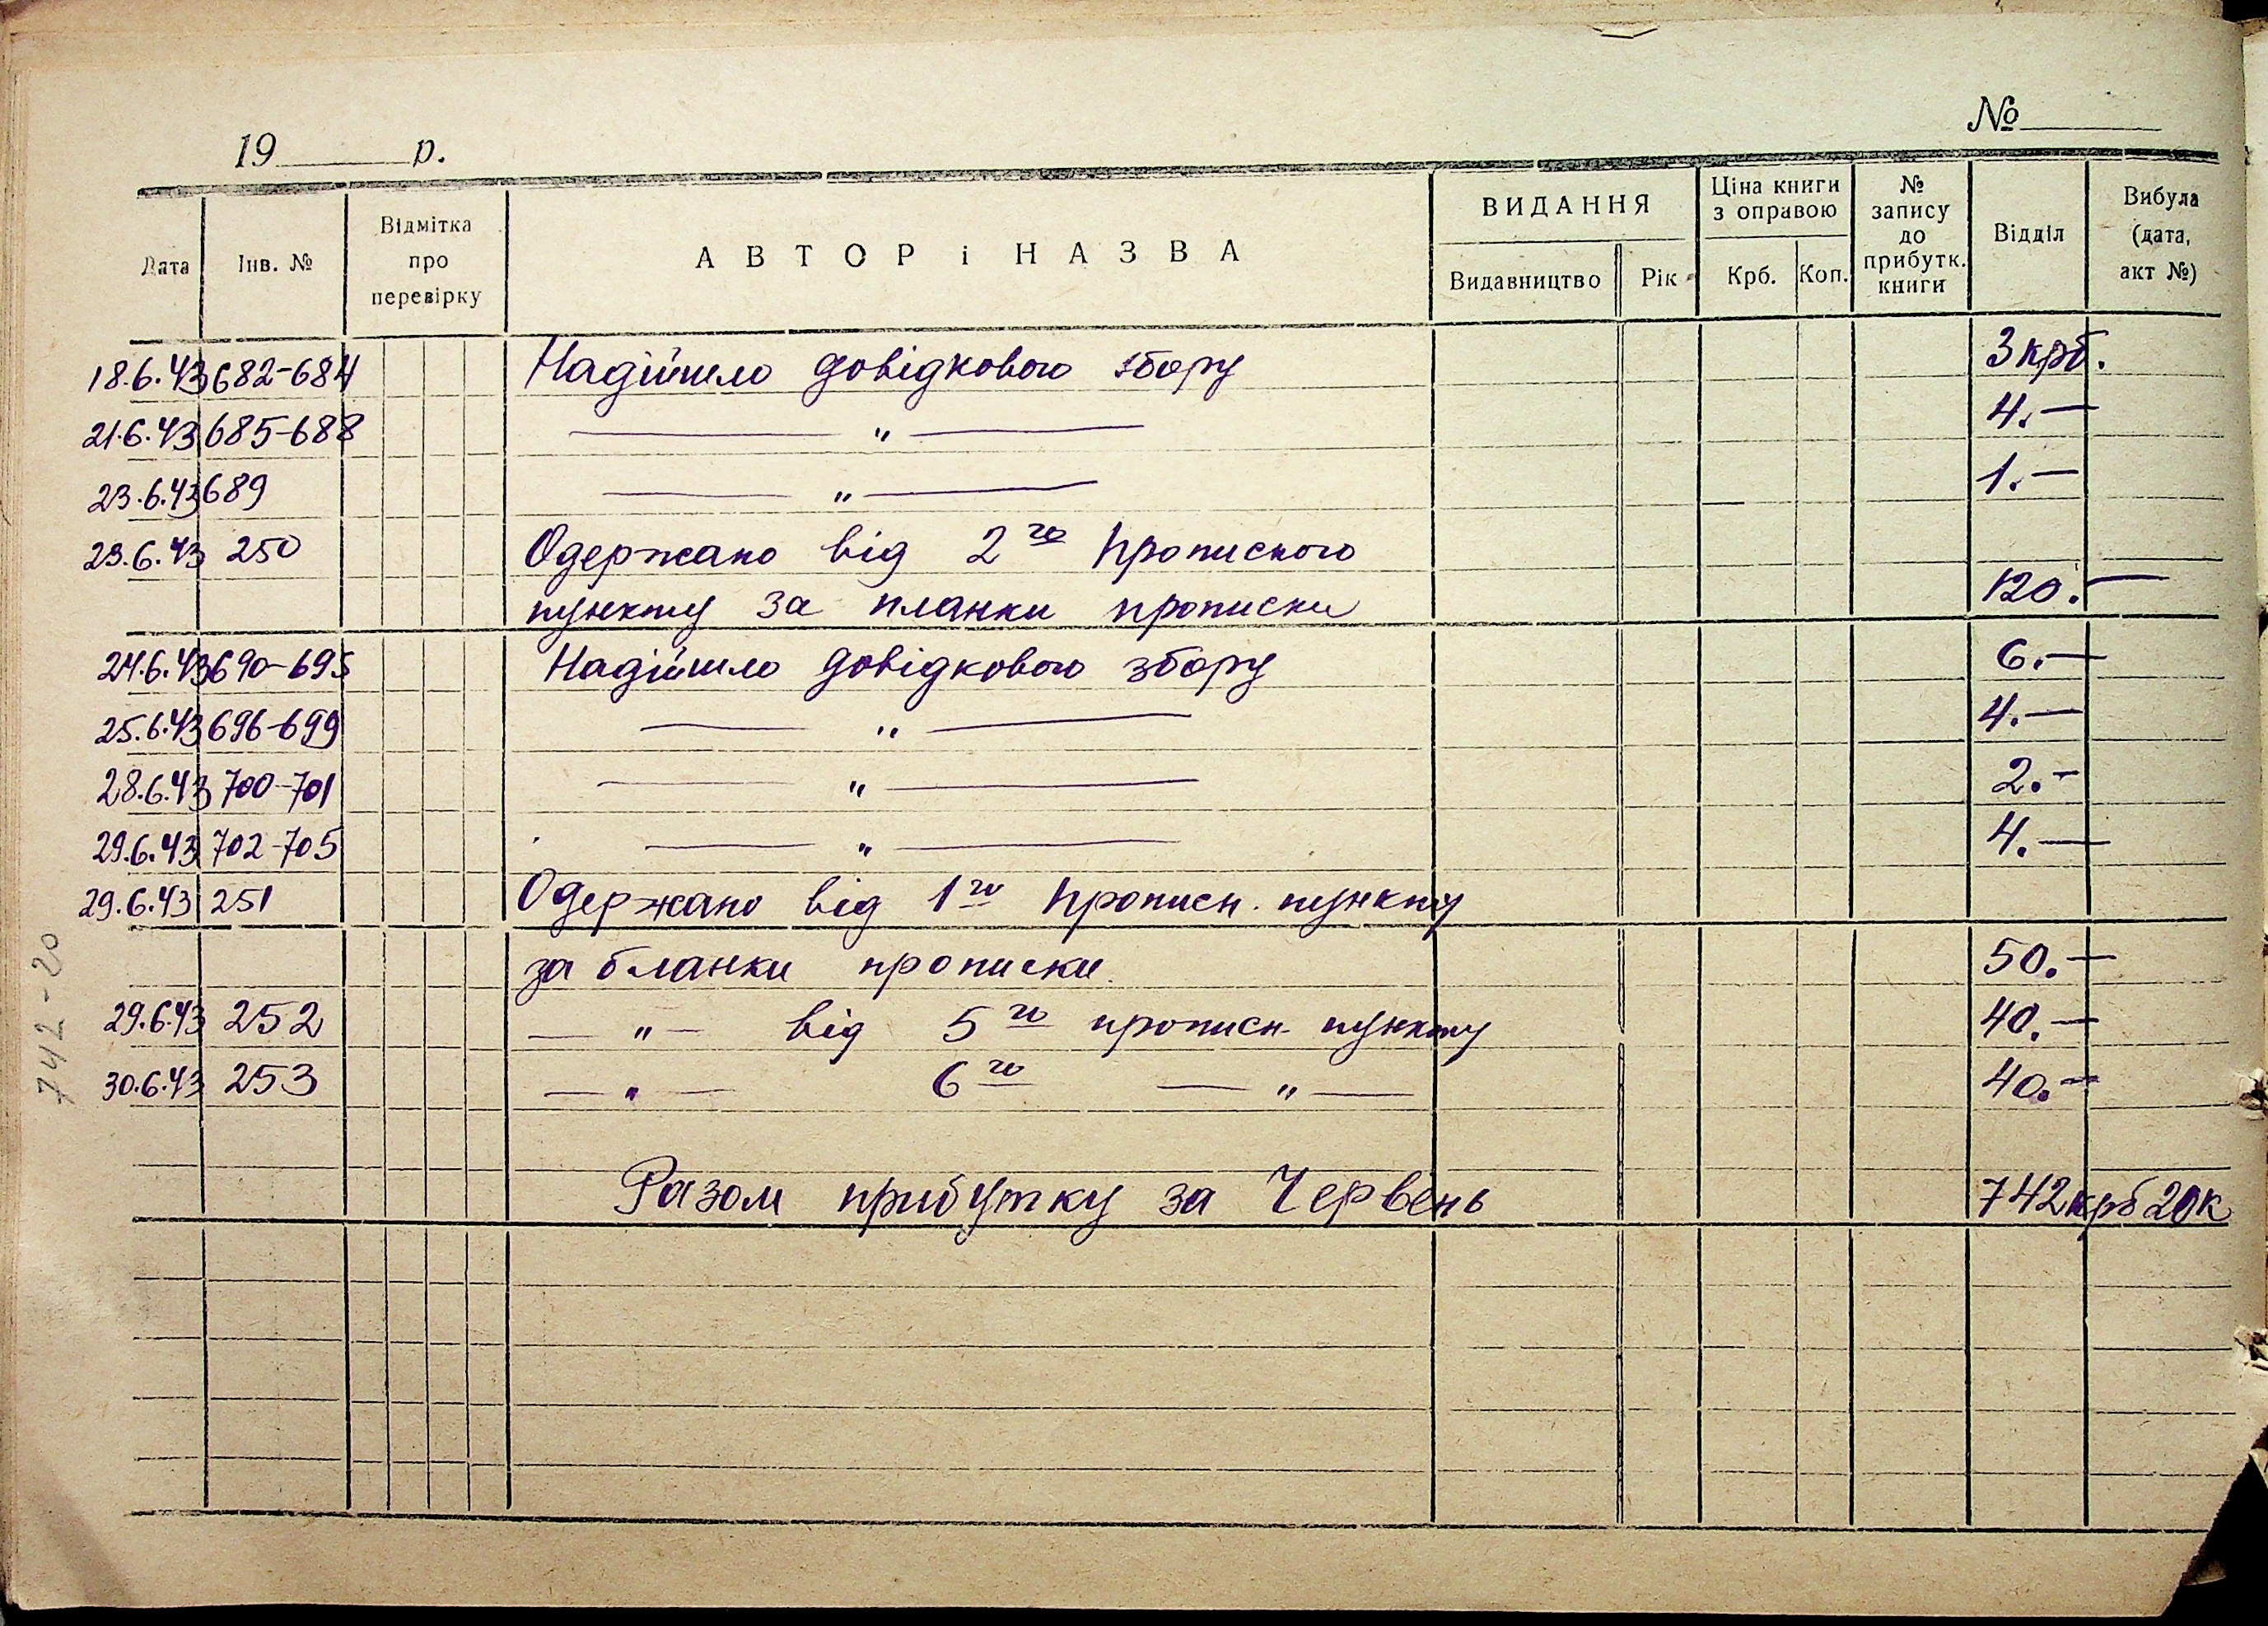 19 р. №
Дата Інв. № Відмітка про перевірку АВТОР і НАЗВА ВИДАННЯ Видавництво Рік Ціна книги з оправою Крб. Коп. № запису до прибутк. книги Відділ Вибула (дата, акт №)
18.6.43 682-684 Надійшло довідкового збору 3 крб.
21.6.43 685-688 — " — 4.—
23.6.43 689 — " — 1.—
23.6.43 250 Одержано від 2го прописного
пункту за планки прописки 120.—
24.6.43 690-695 Надійшло довідкового збору 6.—
25.6.43 696-699 — " — 4.—
28.6.43 700-701 — " — 2.—
29.6.43 702-705 — " — 4.—
29.6.43 251 Одержано від 1го прописн. пункту
за бланки прописки. 50.—
29.6.43 252 — " — від 5го прописн. пункту 40.—
30.6.43 253 — " — 6го — " — 40.—
Разом прибутку за Червень 742 крб 20 к
742-20